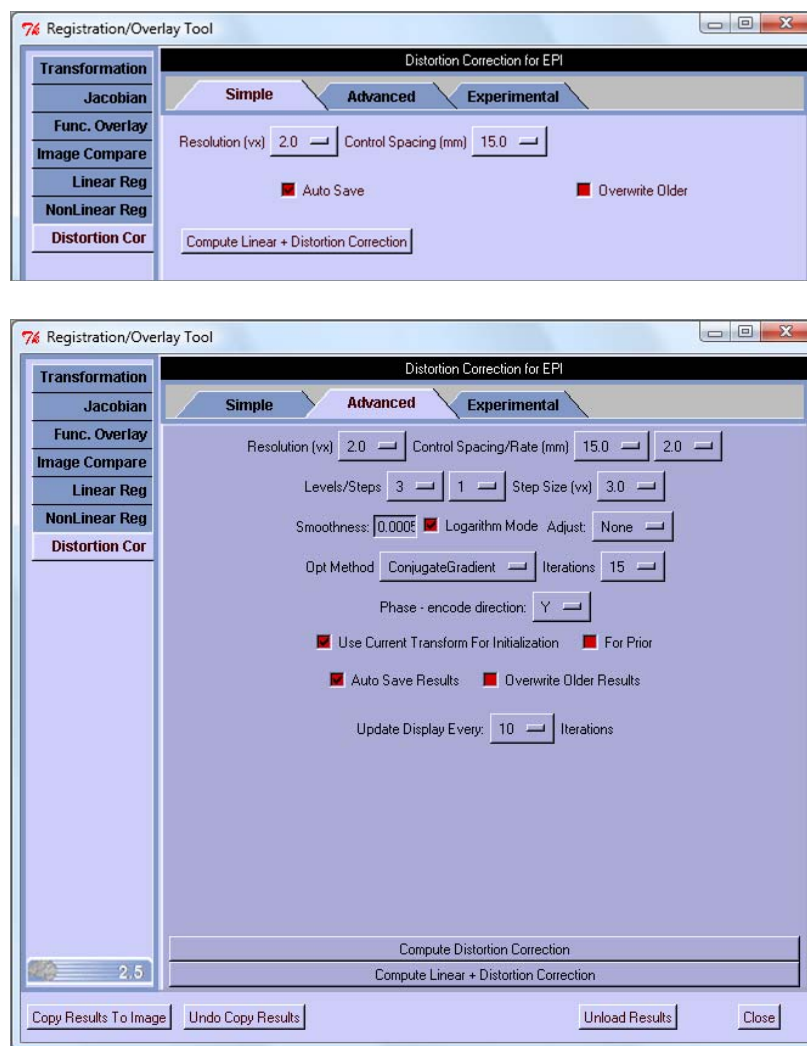 Registration/Overlay Tool
Distortion Correction for EPI
Transformation
Jacobian
Func. Overlay
Image Compare
Linear Reg
NonLinear Reg
Distortion Cor
Simple Advanced Experimental
Resolution (vx) 2.0 Control Spacing (mm) 15.0
Auto Save Overwrite Older
Compute Linear + Distortion Correction
Registration/Overlay Tool
Distortion Correction for EPI
Transformation
Jacobian
Func. Overlay
Image Compare
Linear Reg
NonLinear Reg
Distortion Cor
Simple Advanced Experimental
Resolution (vx) 2.0 Control Spacing/Rate (mm) 15.0 2.0
Levels/Steps 3 1 Step Size (vx) 3.0
Smoothness: 0.0005 Logarithm Mode Adjust: None
Opt Method ConjugateGradient Iterations 15
Phase - encode direction: Y
Use Current Transform For Initialization For Prior
Auto Save Results Overwrite Older Results
Update Display Every: 10 Iterations
Compute Distortion Correction
Compute Linear + Distortion Correction
2.5
Copy Results To Image Undo Copy Results Unload Results Close